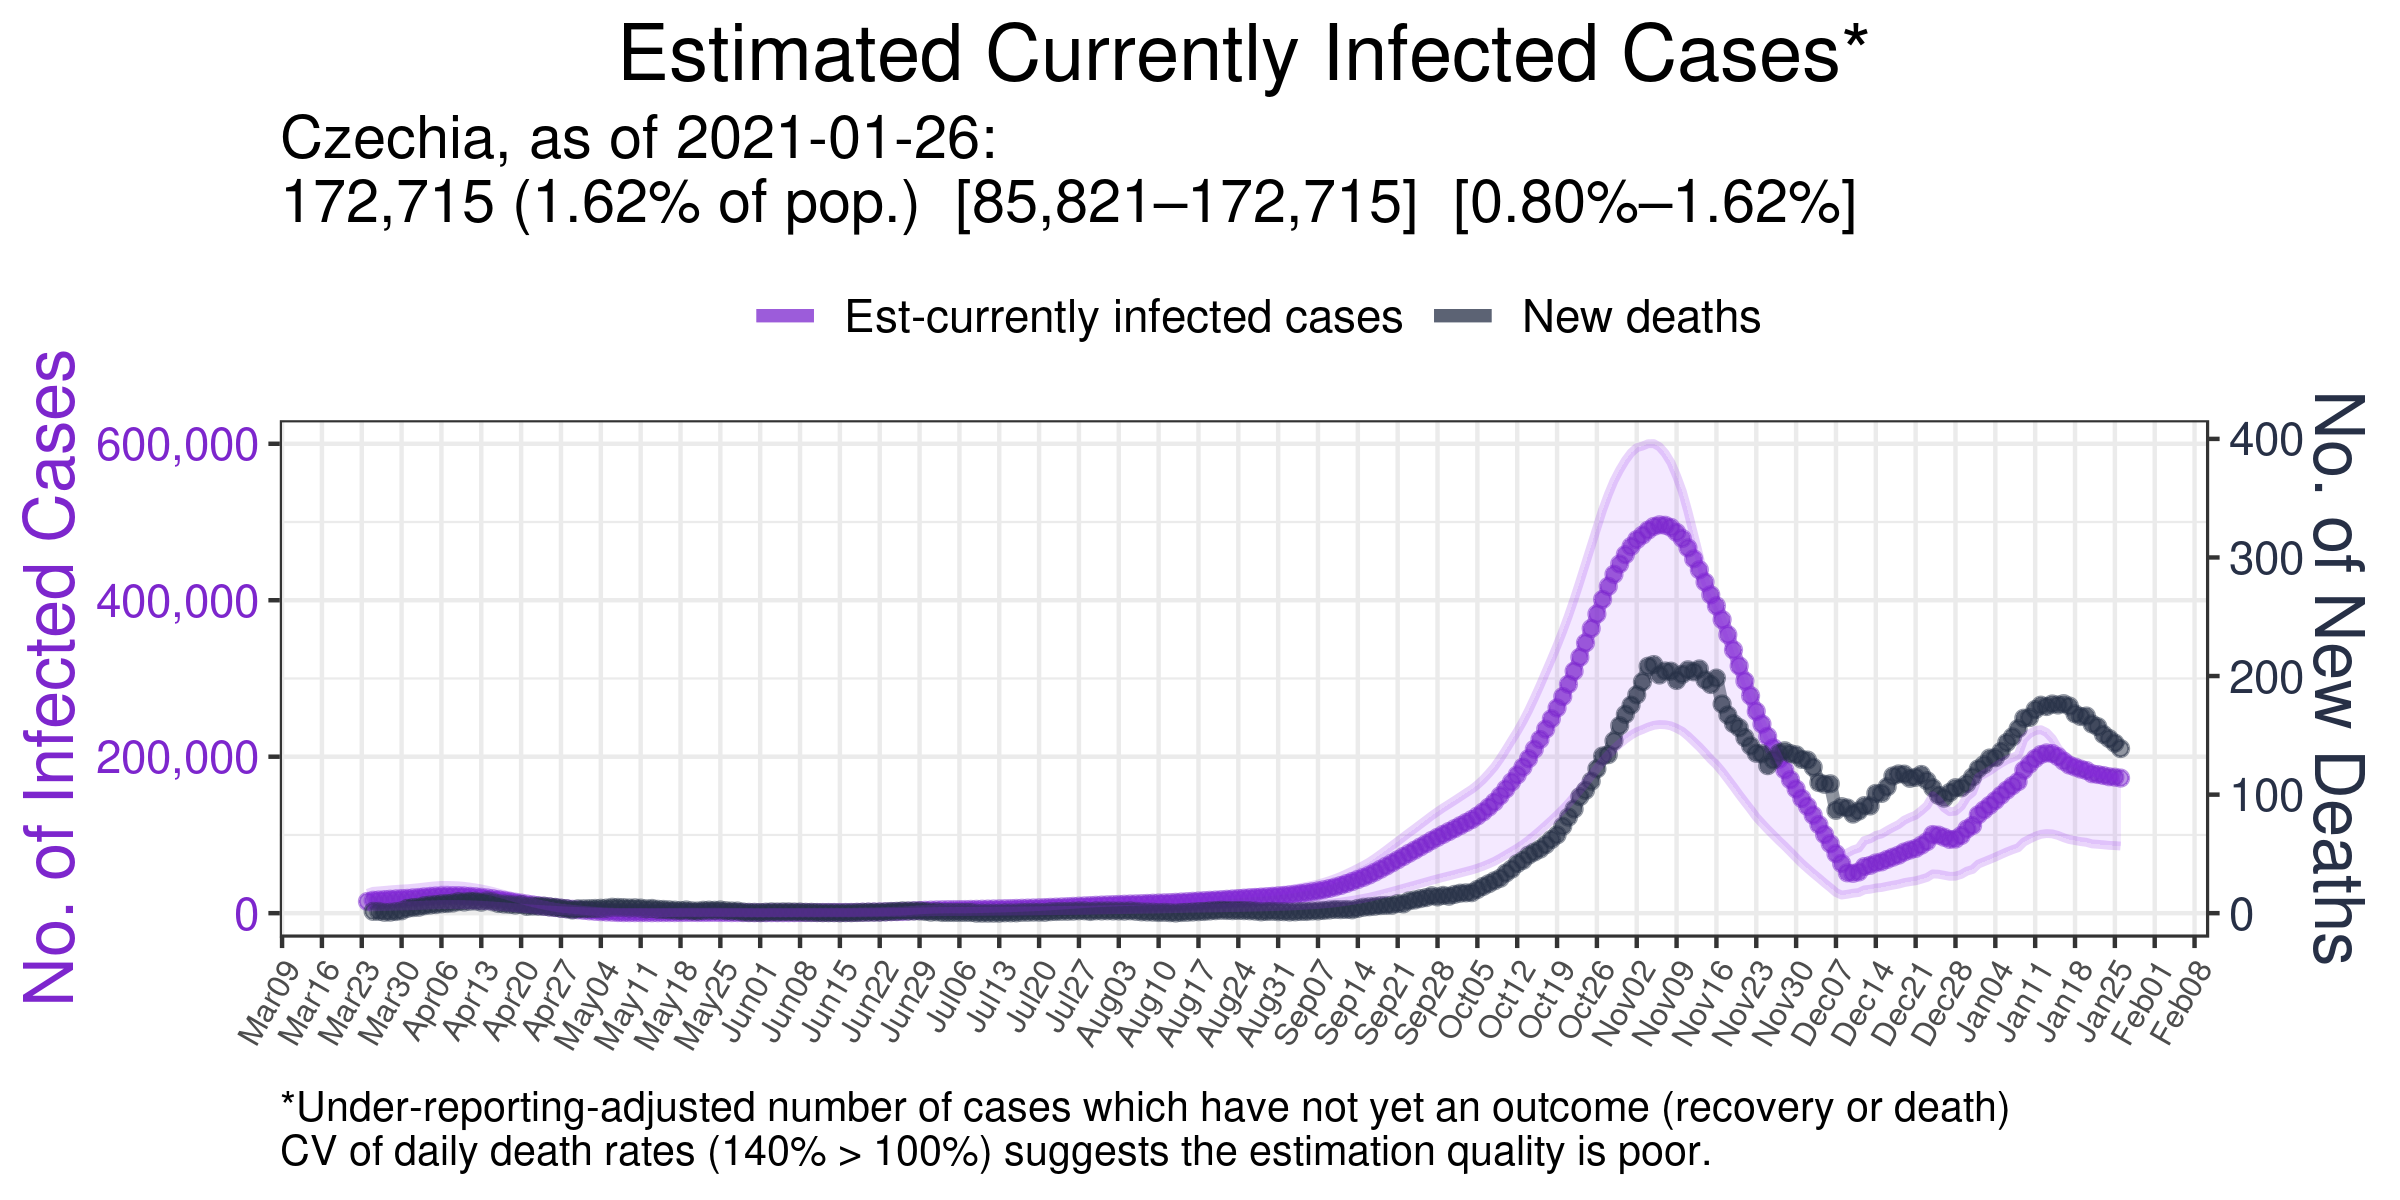 Estimated Currently Infected Cases*
Czechia, as of 2021-01-26:
172,715 (1.62% of pop.)  [85,821–172,715]  [0.80%–1.62%]
Est-currently infected cases
New deaths
No. of Infected Cases
600,000
400,000
200,000
0
No. of New Deaths
400
300
200
100
0
Mar09
Mar16
Mar23
Mar30
Apr06
Apr13
Apr20
Apr27
May04
May11
May18
May25
Jun01
Jun08
Jun15
Jun22
Jun29
Jul06
Jul13
Jul20
Jul27
Aug03
Aug10
Aug17
Aug24
Aug31
Sep07
Sep14
Sep21
Sep28
Oct05
Oct12
Oct19
Oct26
Nov02
Nov09
Nov16
Nov23
Nov30
Dec07
Dec14
Dec21
Dec28
Jan04
Jan11
Jan18
Jan25
Feb01
Feb08
*Under-reporting-adjusted number of cases which have not yet an outcome (recovery or death)
CV of daily death rates (140% > 100%) suggests the estimation quality is poor.